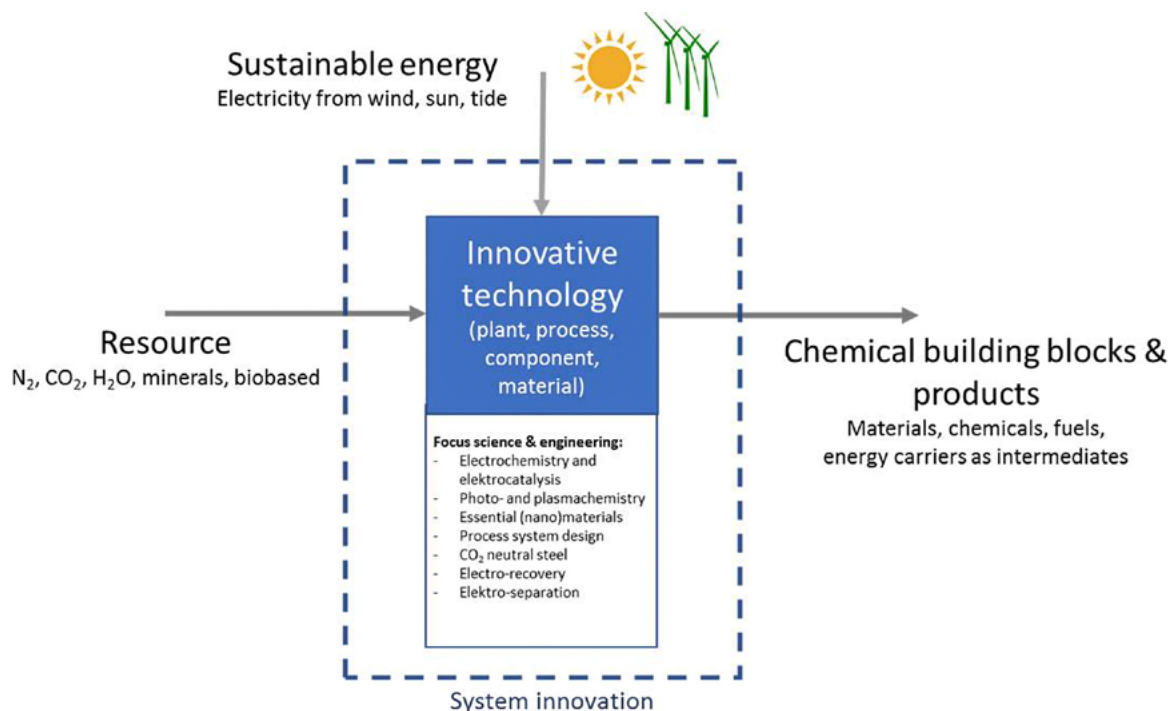 Sustainable energy
Electricity from wind, sun, tide
Innovative
technology
(plant, process,
component,
material)
Resource
N₂, CO₂, H₂O, minerals, biobased
Chemical building blocks &
products
Materials, chemicals, fuels,
energy carriers as intermediates
Focus science & engineering:
- Electrochemistry and
elektrocatalysis
- Photo- and plasmachemistry
- Essential (nano)materials
- Process system design
- CO₂ neutral steel
- Electro-recovery
- Elektro-separation
System innovation